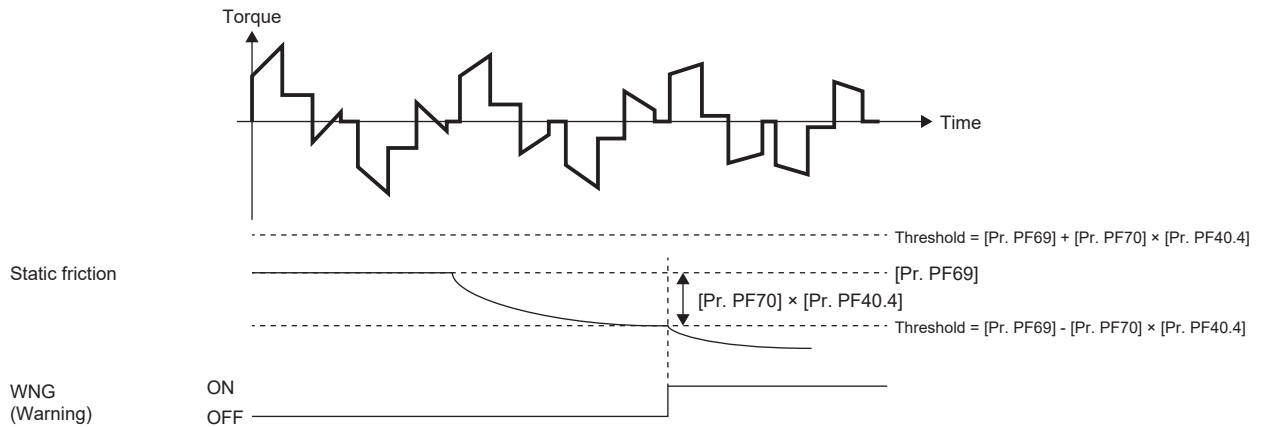 Torque
Time
Threshold = [Pr. PF69] + [Pr. PF70] × [Pr. PF40.4]
Static friction
[Pr. PF69]
[Pr. PF70] × [Pr. PF40.4]
Threshold = [Pr. PF69] - [Pr. PF70] × [Pr. PF40.4]
WNG
(Warning)
ON
OFF